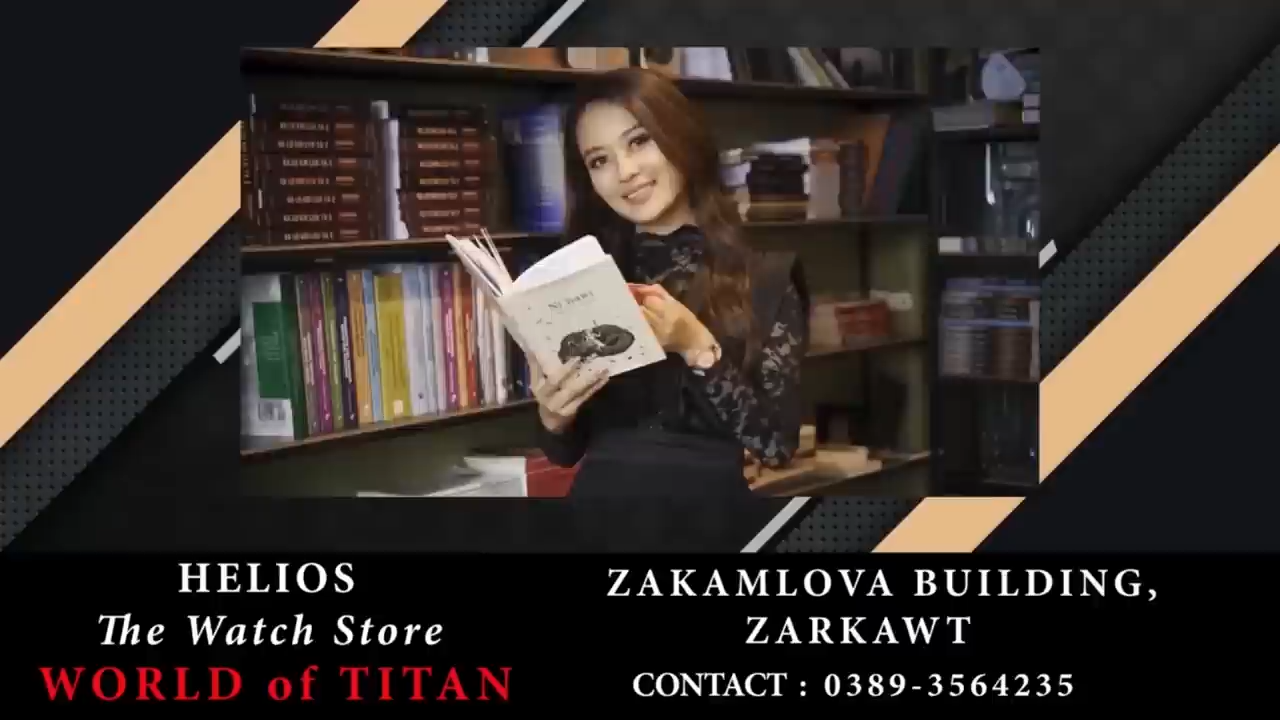 HELIOS
The Watch Store
WORLD of TITAN
ZAKAMLOVA BUILDING,
ZARKAWT
CONTACT : 0389-3564235